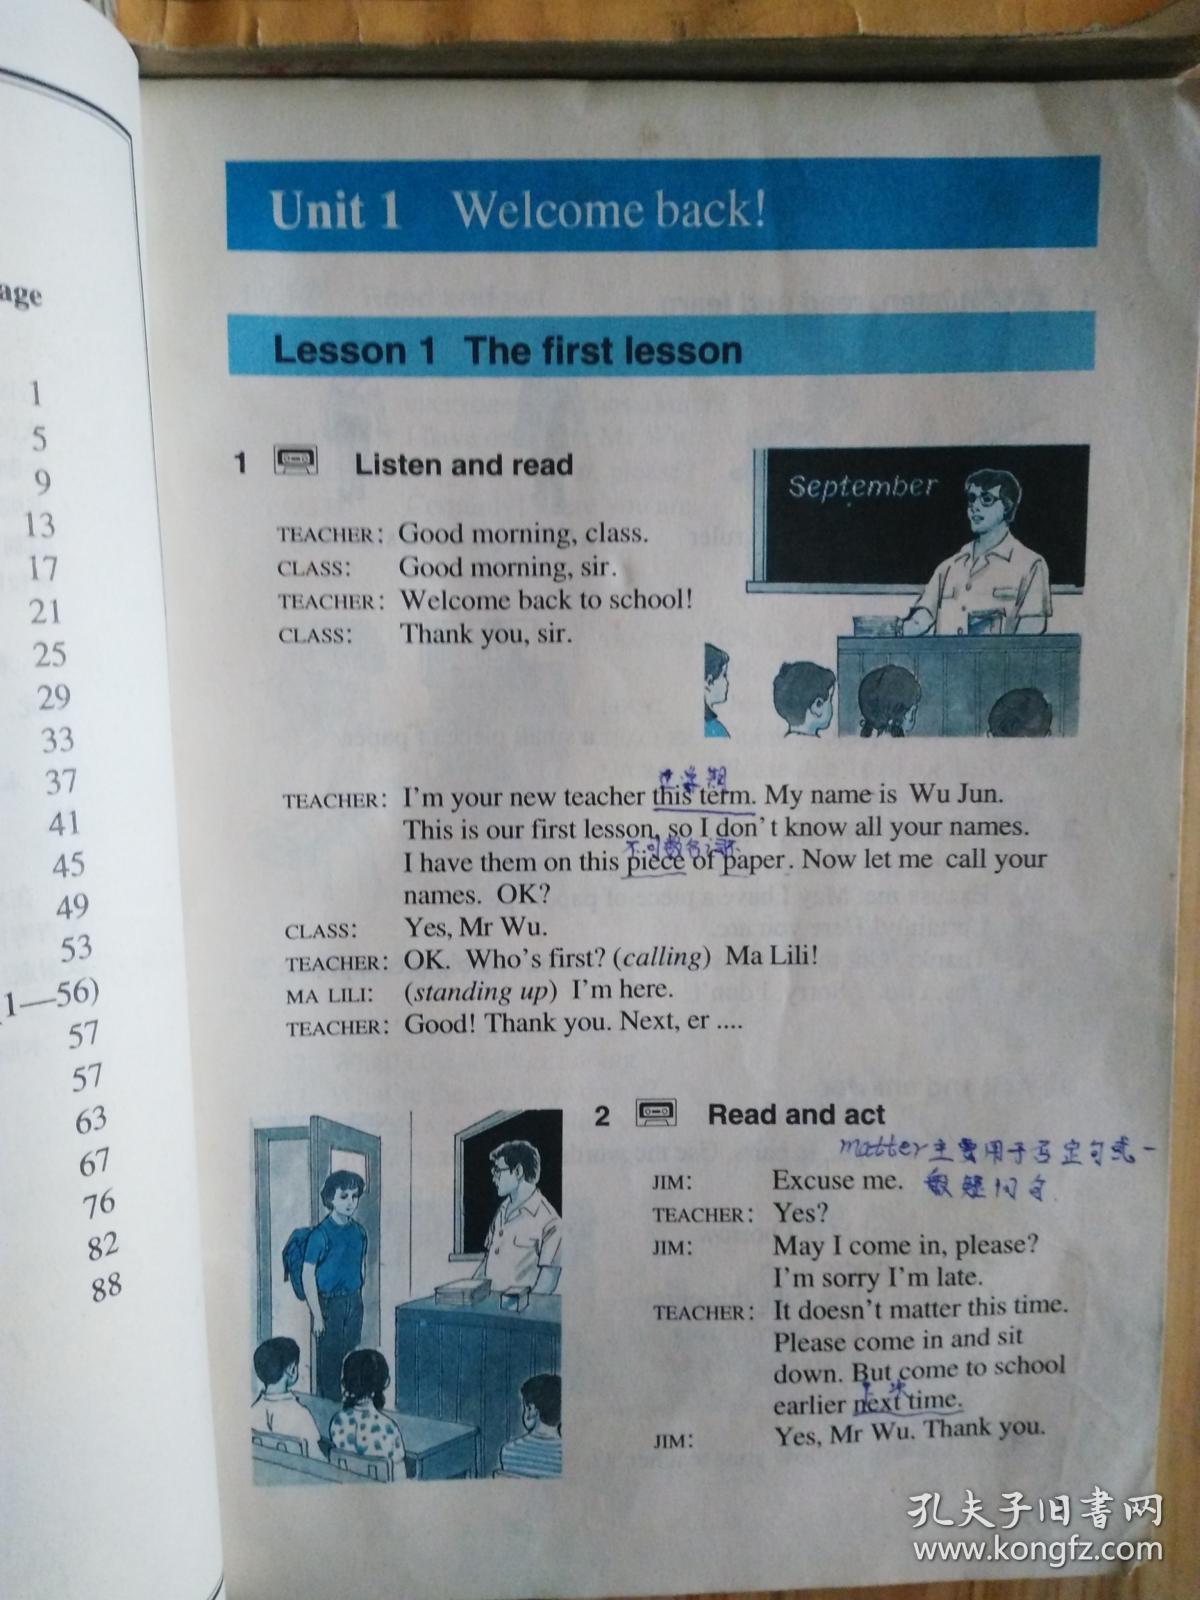 age
1
5
9
13
17
21
25
29
33
37
41
45
49
53
1—56)
57
57
63
67
76
82
88
Unit 1 Welcome back!
Lesson 1 The first lesson
1 Listen and read
September
TEACHER: Good morning, class.
CLASS: Good morning, sir.
TEACHER: Welcome back to school!
CLASS: Thank you, sir.
这学期
TEACHER: I'm your new teacher this term. My name is Wu Jun.
This is our first lesson, so I don't know all your names.
不可数名词
I have them on this piece of paper. Now let me call your
names. OK?
CLASS: Yes, Mr Wu.
TEACHER: OK. Who's first? (calling) Ma Lili!
MA LILI: (standing up) I'm here.
TEACHER: Good! Thank you. Next, er ....
2 Read and act
matter主要用于否定句或一
般疑问句
JIM: Excuse me.
TEACHER: Yes?
JIM: May I come in, please?
I'm sorry I'm late.
TEACHER: It doesn't matter this time.
Please come in and sit
down. But come to school
earlier next time.
JIM: Yes, Mr Wu. Thank you.
孔夫子旧书网
www.kongfz.com